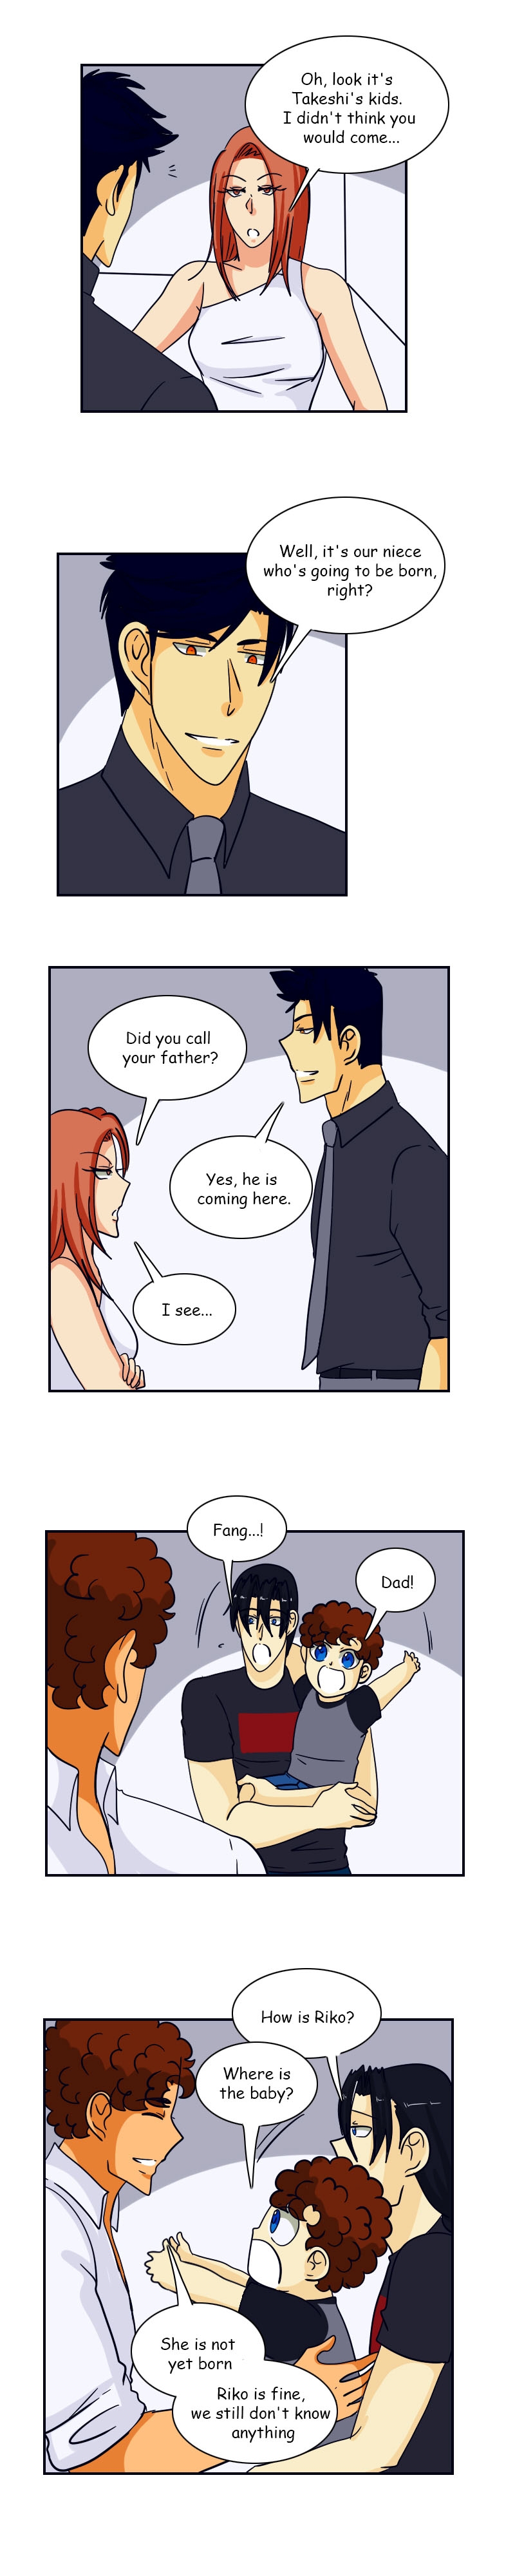 Oh, look it's
Takeshi's kids.
I didn't think you
would come...
Well, it's our niece
who's going to be born,
right?
Did you call
your father?
Yes, he is
coming here.
I see...
Fang...!
Dad!
How is Riko?
Where is
the baby?
She is not
yet born
Riko is fine,
we still don't know
anything